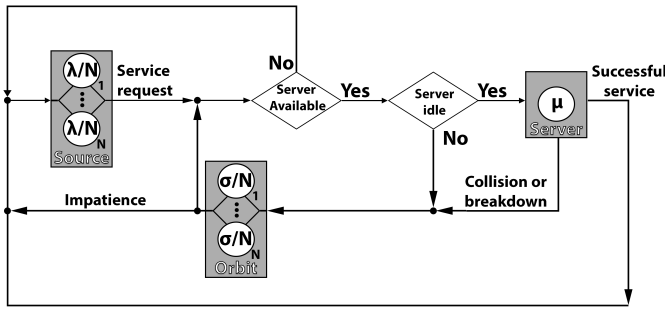 No
λ/N
1
λ/N
N
Source
Service
request
Server
Available
Yes
Server
idle
Yes
No
μ
Server
Successful
service
Collision or
breakdown
Impatience
σ/N
1
σ/N
N
Orbit